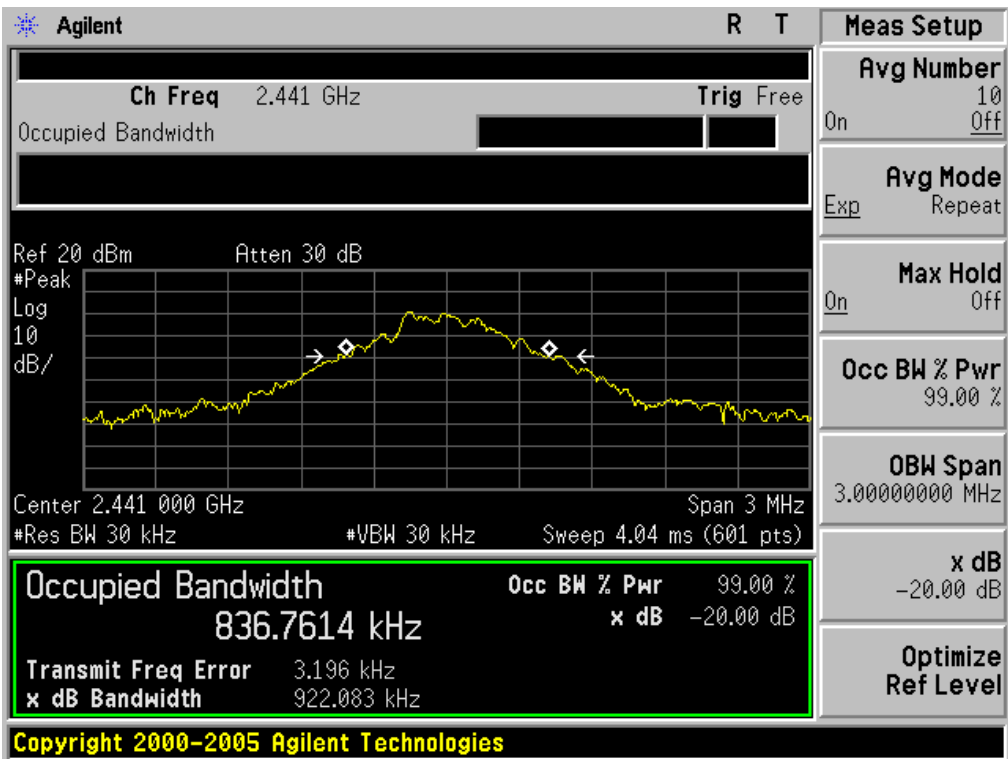 Agilent R T
Ch Freq 2.441 GHz Trig Free
Occupied Bandwidth
Ref 20 dBm Atten 30 dB
#Peak
Log
10
dB/
Center 2.441 000 GHz Span 3 MHz
#Res BW 30 kHz #VBW 30 kHz Sweep 4.04 ms (601 pts)
Occupied Bandwidth Occ BW % Pwr 99.00 %
836.7614 kHz x dB -20.00 dB
Transmit Freq Error 3.196 kHz
x dB Bandwidth 922.083 kHz
Copyright 2000-2005 Agilent Technologies
Meas Setup
Avg Number
10
On Off
Avg Mode
Exp Repeat
Max Hold
On Off
Occ BW % Pwr
99.00 %
OBW Span
3.00000000 MHz
x dB
-20.00 dB
Optimize
Ref Level